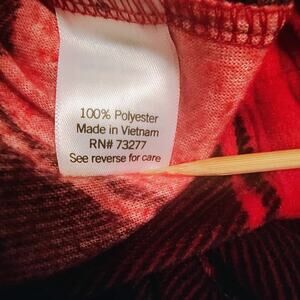 100% Polyester
Made in Vietnam
RN# 73277
See reverse for care